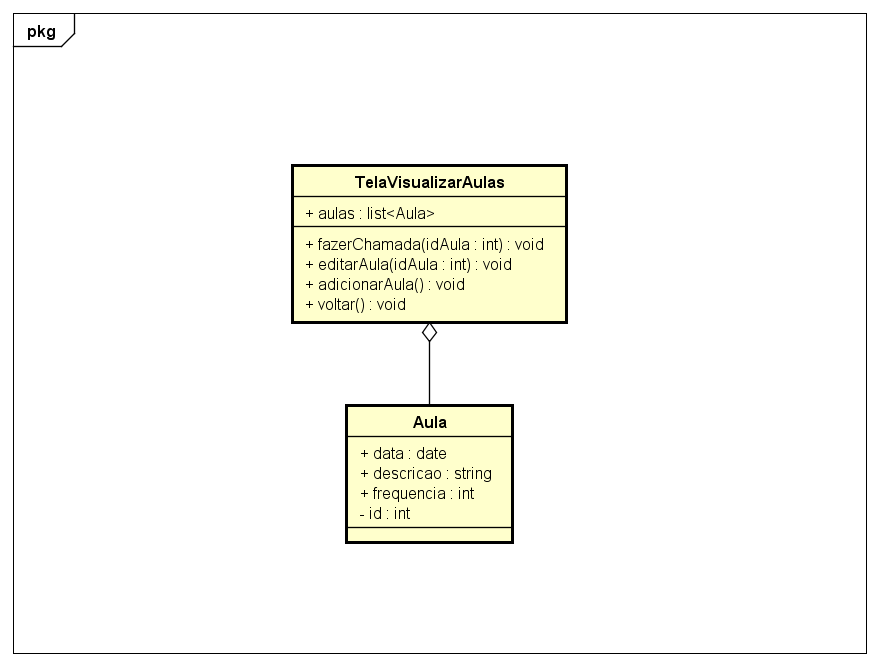 pkg
TelaVisualizarAulas
+ aulas : list<Aula>
+ fazerChamada(idAula : int) : void
+ editarAula(idAula : int) : void
+ adicionarAula() : void
+ voltar() : void
Aula
+ data : date
+ descricao : string
+ frequencia : int
- id : int